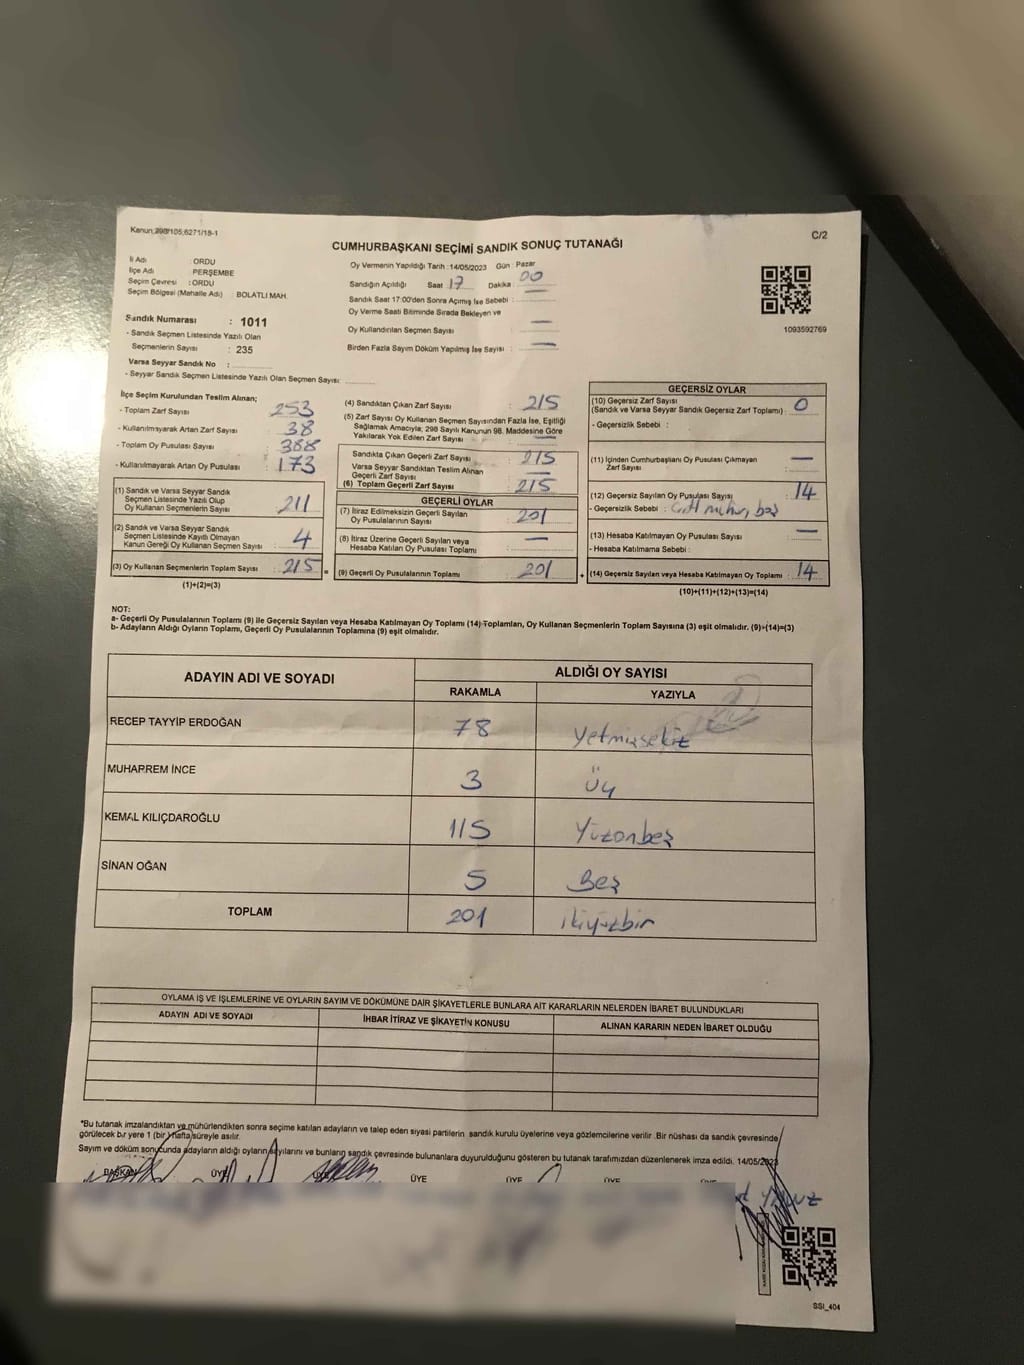 Kanun;298/105;6271/18-1
C/2
CUMHURBAŞKANI SEÇİMİ SANDIK SONUÇ TUTANAĞI
İl Adı : ORDU
İlçe Adı : PERŞEMBE
Seçim Çevresi : ORDU
Seçim Bölgesi (Mahalle Adı) : BOLATLI MAH.
Sandık Numarası : 1011
- Sandık Seçmen Listesinde Yazılı Olan
Seçmenlerin Sayısı : 235
Varsa Seyyar Sandık No :
- Seyyar Sandık Seçmen Listesinde Yazılı Olan Seçmen Sayısı:
Oy Vermenin Yapıldığı Tarih :14/05/2023 Gün : Pazar
Sandığın Açıldığı Saat 17 Dakika : 00
Sandık Saat 17:00'den Sonra Açımış İse Sebebi :
Oy Verme Saati Bitiminde Sırada Bekleyen ve
Oy Kullandırılan Seçmen Sayısı : —
Birden Fazla Sayım Döküm Yapılmış İse Sayısı : —
1093592769
İlçe Seçim Kurulundan Teslim Alınan;
- Toplam Zarf Sayısı : 253
- Kullanılmıyarak Artan Zarf Sayısı : 38
- Toplam Oy Pusulası Sayısı : 388
- Kullanılmayarak Artan Oy Pusulası : 173
(1) Sandık ve Varsa Seyyar Sandık
Seçmen Listesinde Yazılı Olup
Oy Kullanan Seçmenlerin Sayısı : 211
(2) Sandık ve Varsa Seyyar Sandık
Seçmen Listesinde Kayıtlı Olmayan
Kanun Gereği Oy Kullanan Seçmen Sayısı : 4
(3) Oy Kullanan Seçmenlerin Toplam Sayısı : 215 =
(1)+(2)=(3)
(4) Sandıktan Çıkan Zarf Sayısı : 215
(5) Zarf Sayısı Oy Kullanan Seçmen Sayısından Fazla İse, Eşitliği
Sağlamak Amacıyla; 298 Sayılı Kanunun 98. Maddesine Göre
Yakılarak Yok Edilen Zarf Sayısı : —
Sandıkta Çıkan Geçerli Zarf Sayısı : 215
Varsa Seyyar Sandıktan Teslim Alınan
Geçerli Zarf Sayısı : —
(6) Toplam Geçerli Zarf Sayısı : 215
GEÇERLİ OYLAR
(7) İtiraz Edilmeksizin Geçerli Sayılan
Oy Pusulalarının Sayısı : 201
(8) İtiraz Üzerine Geçerli Sayılan veya
Hesaba Katılan Oy Pusulası Toplamı : —
(9) Geçerli Oy Pusulalarının Toplamı : 201 +
GEÇERSİZ OYLAR
(10) Geçersiz Zarf Sayısı
(Sandık ve Varsa Seyyar Sandık Geçersiz Zarf Toplamı) : 0
- Geçersizlik Sebebi :
(11) İçinden Cumhurbaşkanı Oy Pusulası Çıkmayan
Zarf Sayısı : —
(12) Geçersiz Sayılan Oy Pusulası Sayısı : 14
- Geçersizlik Sebebi :
(13) Hesaba Katılmayan Oy Pusulası Sayısı : —
- Hesaba Katılmama Sebebi :
(14) Geçersiz Sayılan veya Hesaba Katılmayan Oy Toplamı : 14
(10)+(11)+(12)+(13)=(14)
NOT:
a- Geçerli Oy Pusulalarının Toplamı (9) ile Geçersiz Sayılan veya Hesaba Katılmayan Oy Toplamı (14) Toplamları, Oy Kullanan Seçmenlerin Toplam Sayısına (3) eşit olmalıdır. (9)+(14)=(3)
b- Adayların Aldığı Oyların Toplamı, Geçerli Oy Pusulalarının Toplamına (9) eşit olmalıdır.
ADAYIN ADI VE SOYADI ALDIĞI OY SAYISI
RAKAMLA YAZIYLA
RECEP TAYYİP ERDOĞAN 78 Yetmişsekiz
MUHARREM İNCE 3 Üç
KEMAL KILIÇDAROĞLU 115 Yüzonbeş
SİNAN OĞAN 5 Beş
TOPLAM 201 ikiyüzbir
OYLAMA İŞ VE İŞLEMLERİNE VE OYLARIN SAYIM VE DÖKÜMÜNE DAİR ŞİKAYETLERLE BUNLARA AİT KARARLARIN NELERDEN İBARET BULUNDUKLARI
ADAYIN ADI VE SOYADI İHBAR İTİRAZ VE ŞİKAYETİN KONUSU ALINAN KARARIN NEDEN İBARET OLDUĞU
*Bu tutanak imzalandıktan ve mühürlendikten sonra seçime katılan adayların ve talep eden siyasi partilerin sandık kurulu üyelerine veya gözlemcilerine verilir .Bir nüshası da sandık çevresinde
görülecek bir yere 1 (bir) hafta süreyle asılır.
Sayım ve döküm sonucunda adayların aldığı oyların sayılarını ve bunların sandık çevresinde bulunanlara duyurulduğunu gösteren bu tutanak tarafımızdan düzenlenerek imza edildi. 14/05/2023
BAŞKAN ÜYE ÜYE ÜYE ÜYE ÜYE
SSI_404